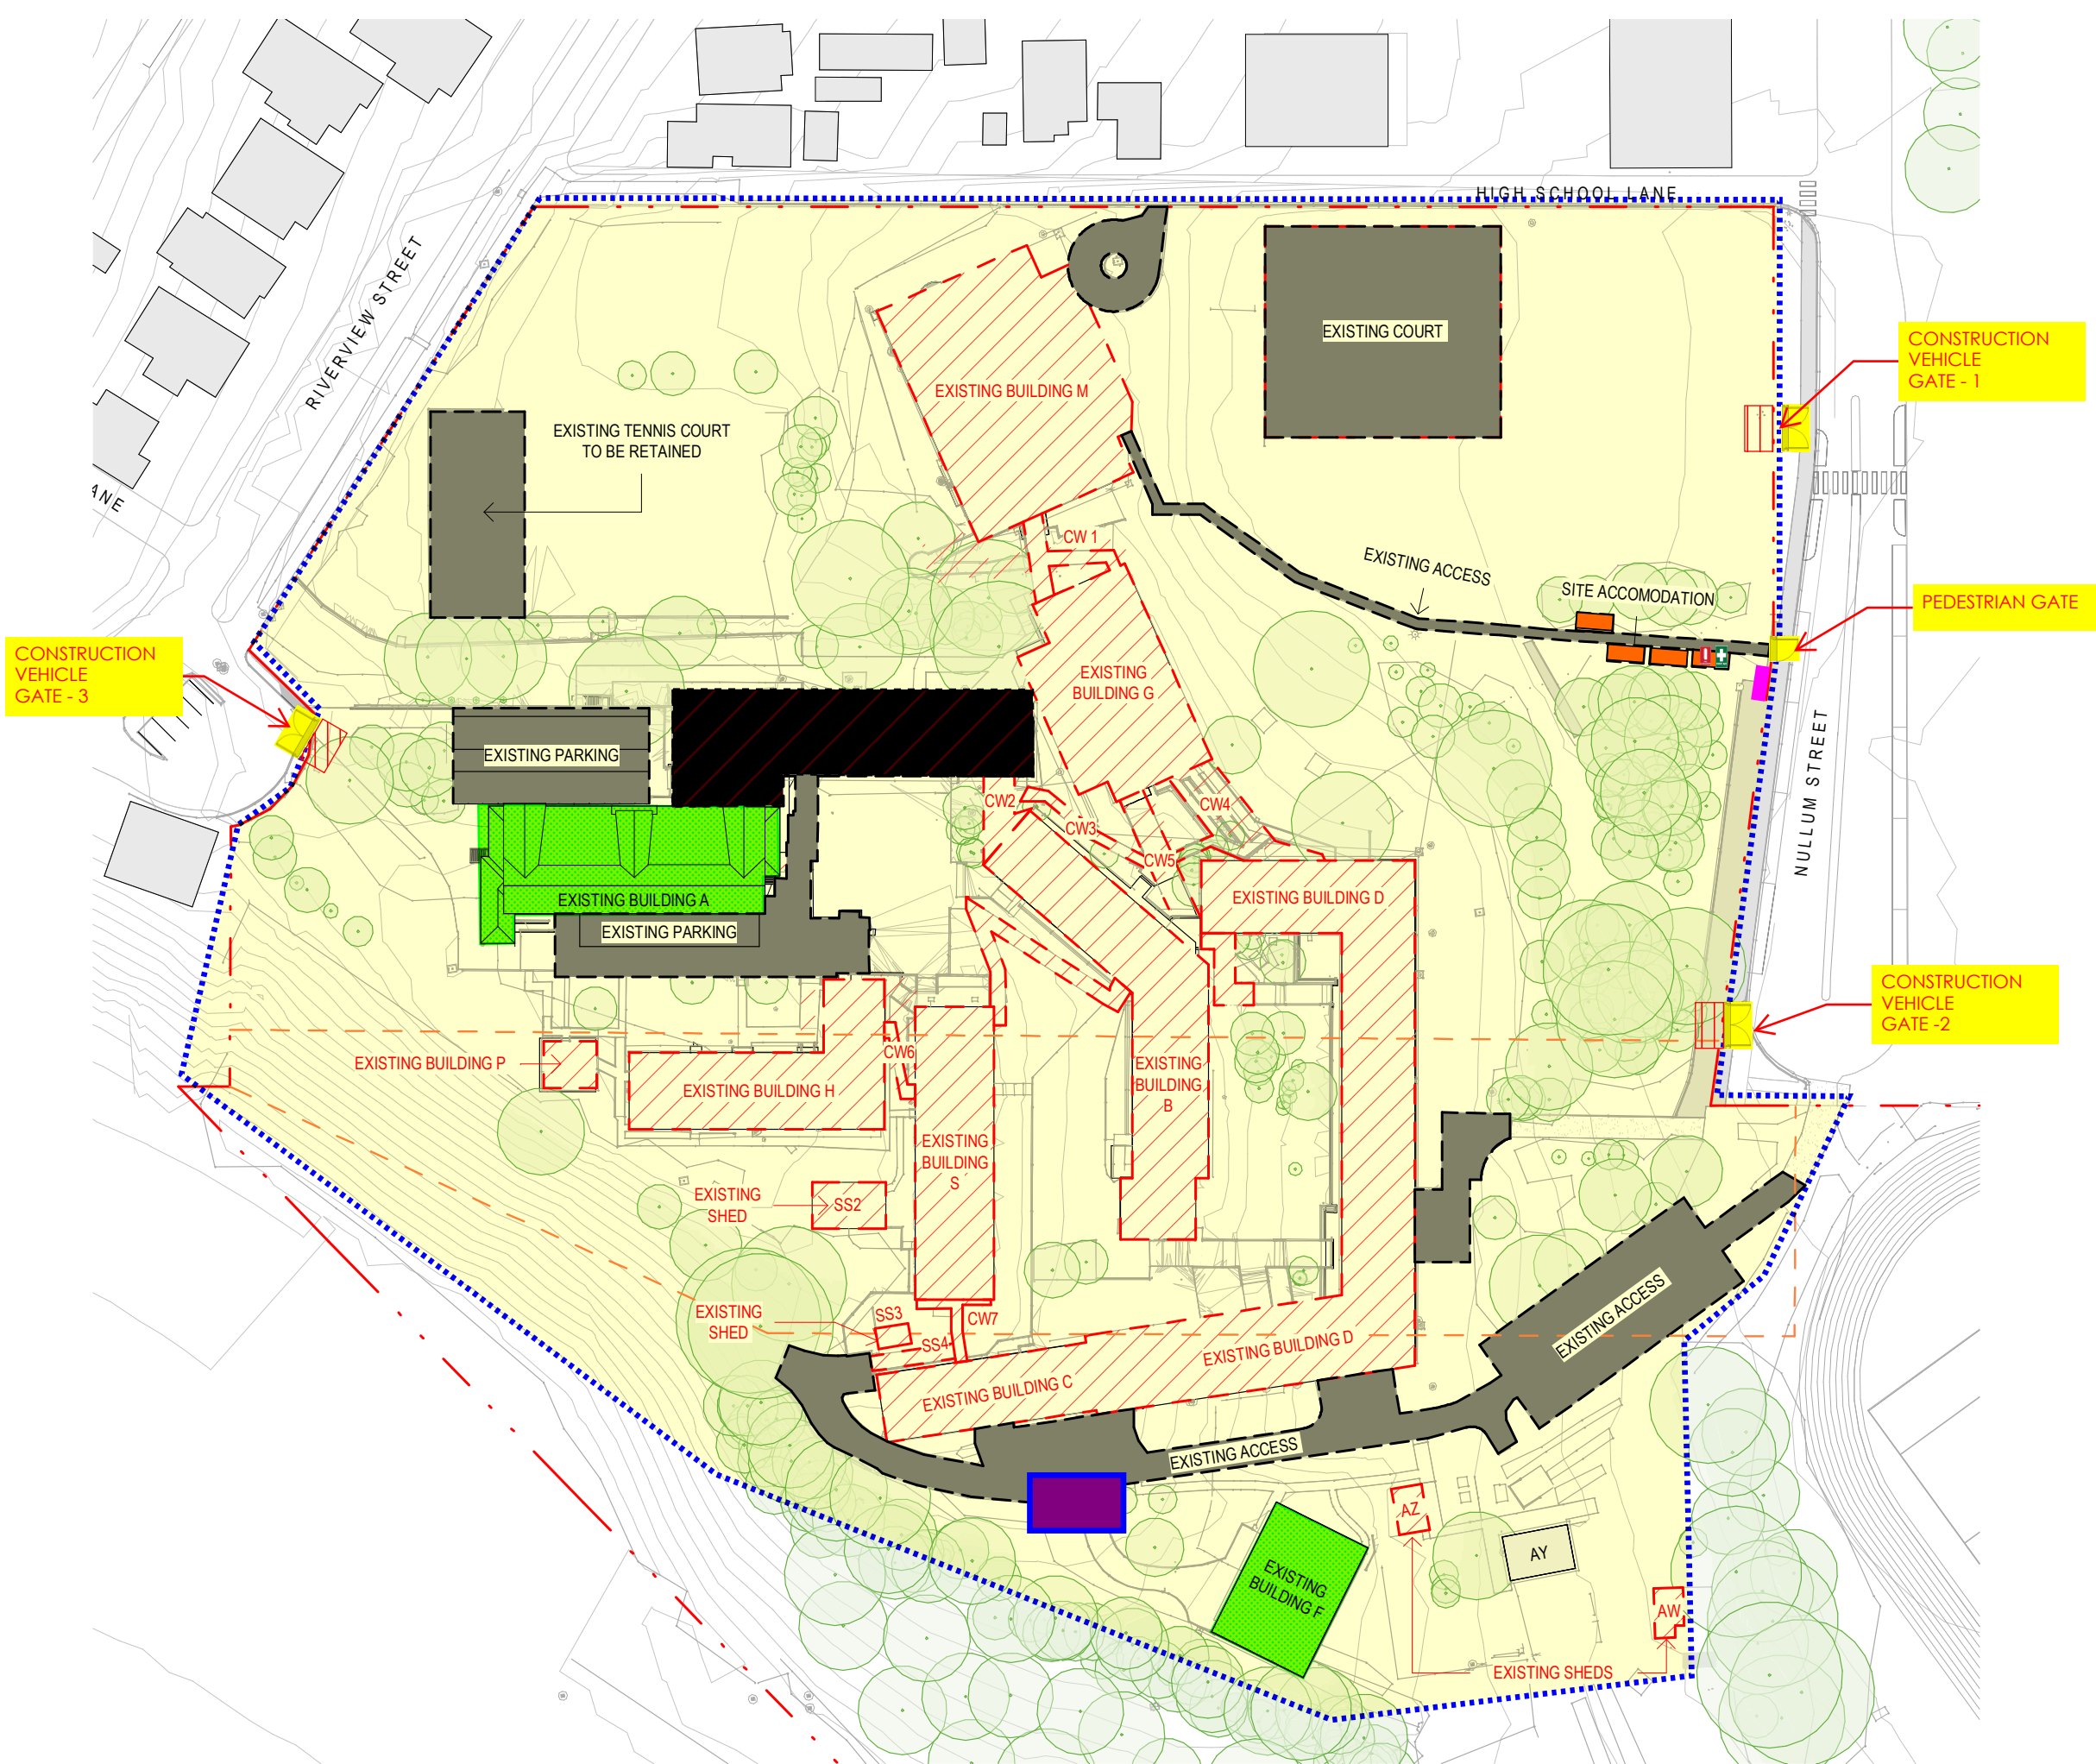 HIGH SCHOOL LANE
RIVERVIEW STREET
ANE
CONSTRUCTION
VEHICLE
GATE - 1
EXISTING COURT
EXISTING BUILDING M
EXISTING TENNIS COURT
TO BE RETAINED
CW 1
EXISTING ACCESS
SITE ACCOMODATION
PEDESTRIAN GATE
CONSTRUCTION
VEHICLE
GATE - 3
EXISTING
BUILDING G
NULLUM STREET
EXISTING PARKING
CW2
CW3
CW4
CW5
EXISTING BUILDING A
EXISTING PARKING
EXISTING BUILDING D
CONSTRUCTION
VEHICLE
GATE -2
EXISTING BUILDING P
CW6
EXISTING BUILDING H
EXISTING
BUILDING
B
EXISTING
BUILDING
S
EXISTING
SHED
SS2
EXISTING
SHED
SS3
SS4
CW7
EXISTING BUILDING D
EXISTING BUILDING C
EXISTING ACCESS
EXISTING ACCESS
AZ
AY
EXISTING
BUILDING F
AW
EXISTING SHEDS